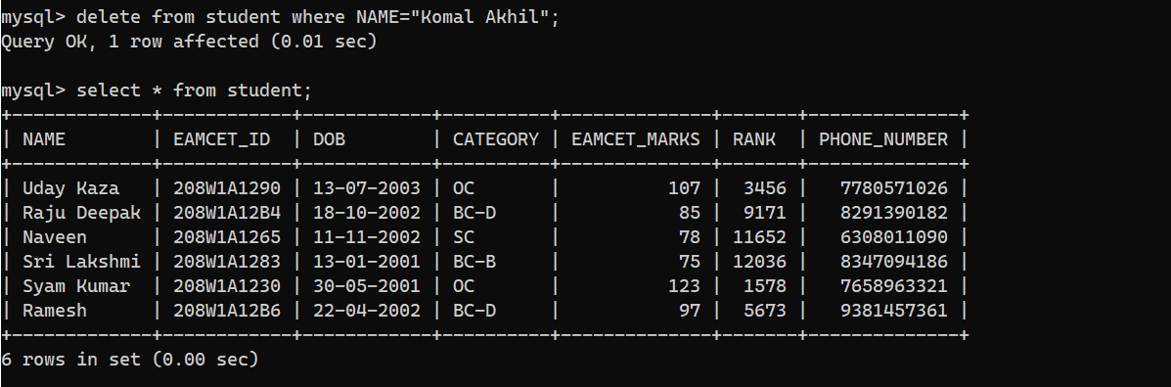 mysql> delete from student where NAME="Komal Akhil";
Query OK, 1 row affected (0.01 sec)
mysql> select * from student;
+-------------+------------+------------+----------+---------------+-------+--------------+
| NAME        | EAMCET_ID  | DOB        | CATEGORY | EAMCET_MARKS | RANK  | PHONE_NUMBER |
+-------------+------------+------------+----------+---------------+-------+--------------+
| Uday Kaza   | 208W1A1290 | 13-07-2003 | OC       |          107 |  3456 |   7780571026 |
| Raju Deepak | 208W1A12B4 | 18-10-2002 | BC-D     |           85 |  9171 |   8291390182 |
| Naveen      | 208W1A1265 | 11-11-2002 | SC       |           78 | 11652 |   6308011090 |
| Sri Lakshmi | 208W1A1283 | 13-01-2001 | BC-B     |           75 | 12036 |   8347094186 |
| Syam Kumar  | 208W1A1230 | 30-05-2001 | OC       |          123 |  1578 |   7658963321 |
| Ramesh      | 208W1A12B6 | 22-04-2002 | BC-D     |           97 |  5673 |   9381457361 |
+-------------+------------+------------+----------+---------------+-------+--------------+
6 rows in set (0.00 sec)